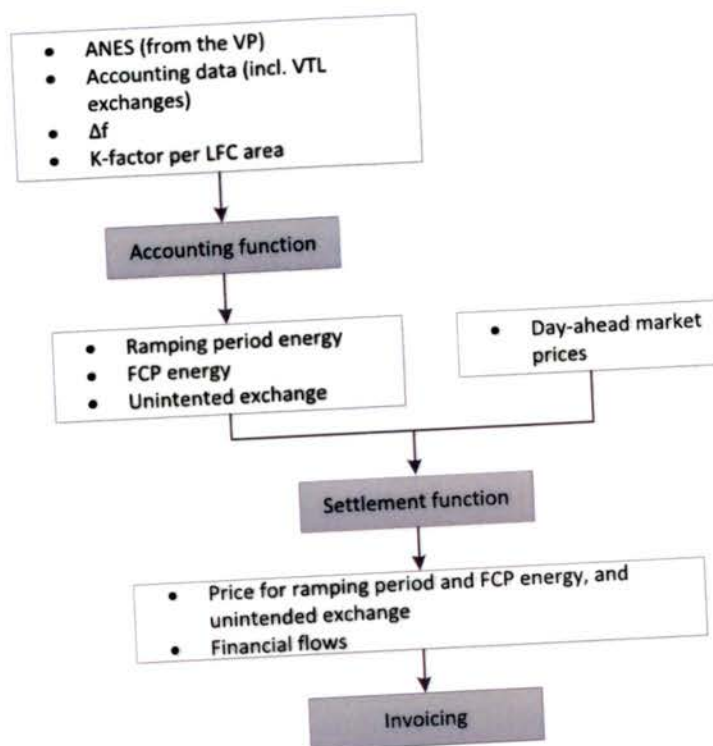 • ANES (from the VP)
• Accounting data (incl. VTL
exchanges)
• Δf
• K-factor per LFC area
Accounting function
• Ramping period energy
• FCP energy
• Unintented exchange
• Day-ahead market
prices
Settlement function
• Price for ramping period and FCP energy, and
unintended exchange
• Financial flows
Invoicing